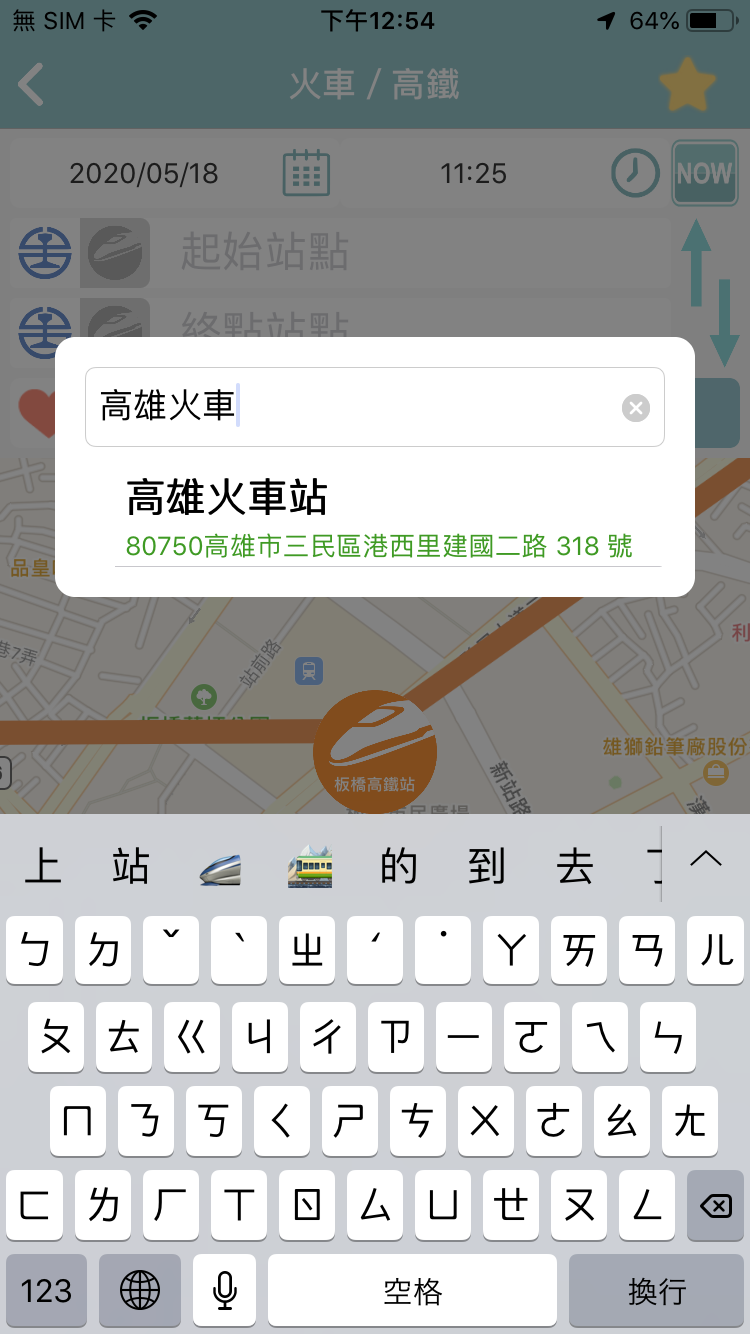 無 SIM 卡 下午12:54 64%
火車 / 高鐵
2020/05/18 11:25 NOW
起始站點
終點站點
高雄火車
高雄火車站
80750高雄市三民區港西里建國二路 318 號
品皇
利
巷7弄
站前路
雄獅鉛筆廠股份
板橋高鐵站
新站路
上 站 的 到 去
ㄅ ㄉ ˇ ˋ ㄓ ˊ ˙ ㄚ ㄞ ㄢ ㄦ
ㄆ ㄊ ㄍ ㄐ ㄔ ㄗ ㄧ ㄛ ㄟ ㄣ
ㄇ ㄋ ㄎ ㄑ ㄕ ㄘ ㄨ ㄜ ㄠ ㄤ
ㄈ ㄌ ㄏ ㄒ ㄖ ㄙ ㄩ ㄝ ㄡ ㄥ
123 空格 換行